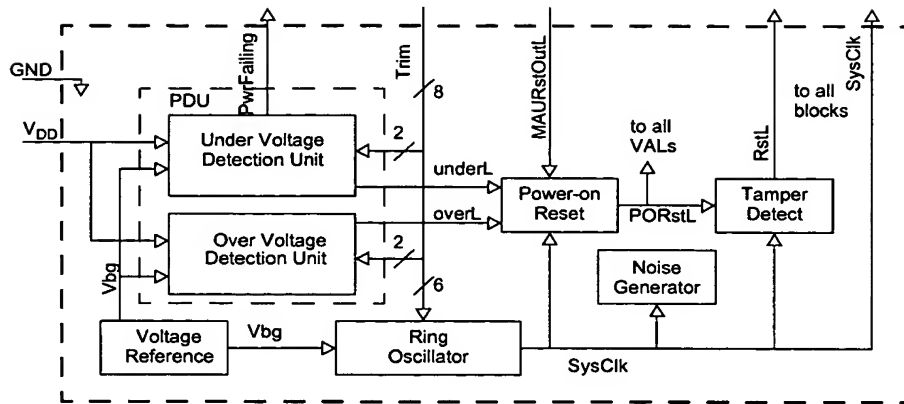 GND
V_DD
PDU
PwrFailing
Trim
8
MAURstOutL
RstL
to all
blocks
SysClk
Under Voltage
Detection Unit
2
underL
to all
VALs
Power-on
Reset
PORstL
Tamper
Detect
Over Voltage
Detection Unit
overL
2
6
Vbg
Noise
Generator
Voltage
Reference
Vbg
Ring
Oscillator
SysClk